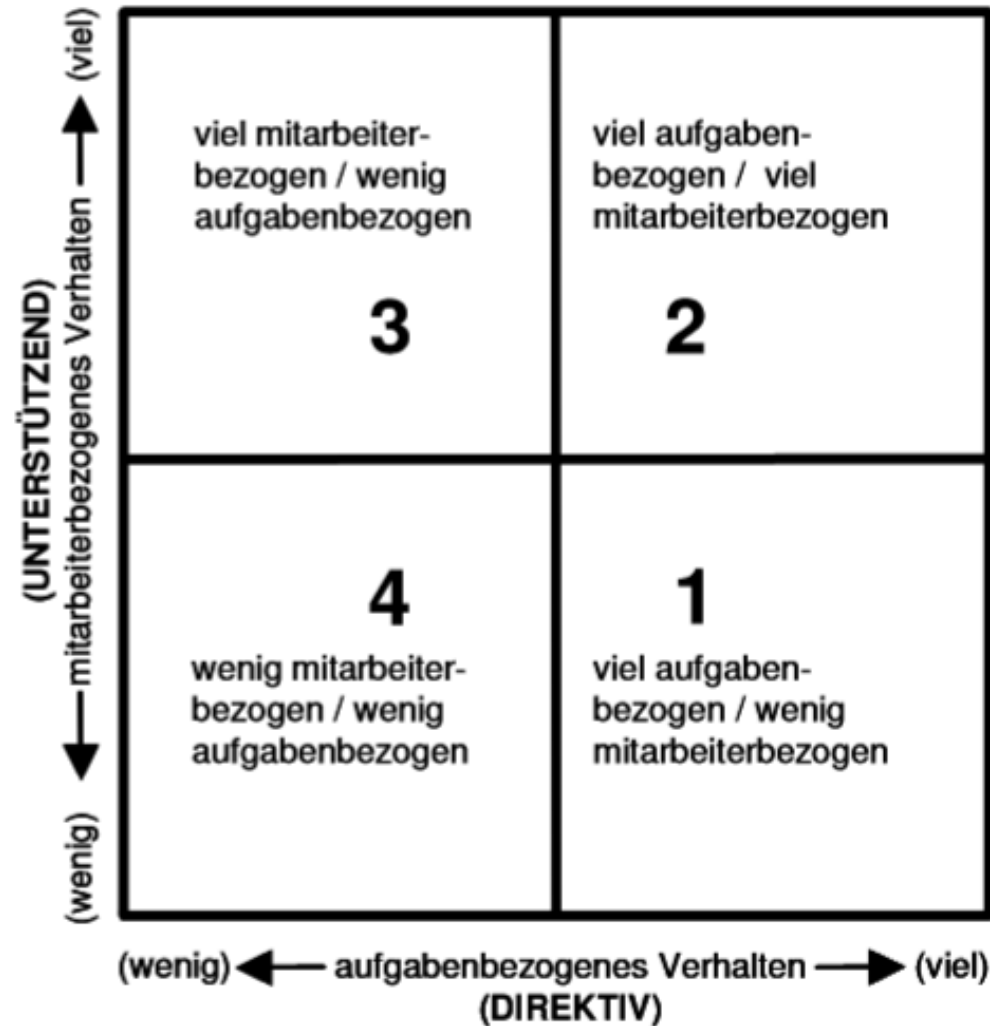 (UNTERSTÜTZEND)
(wenig) mitarbeiterbezogenes Verhalten (viel)
viel mitarbeiter-
bezogen / wenig
aufgabenbezogen
3
viel aufgaben-
bezogen / viel
mitarbeiterbezogen
2
4
wenig mitarbeiter-
bezogen / wenig
aufgabenbezogen
1
viel aufgaben-
bezogen / wenig
mitarbeiterbezogen
(wenig) aufgabenbezogenes Verhalten (viel)
(DIREKTIV)